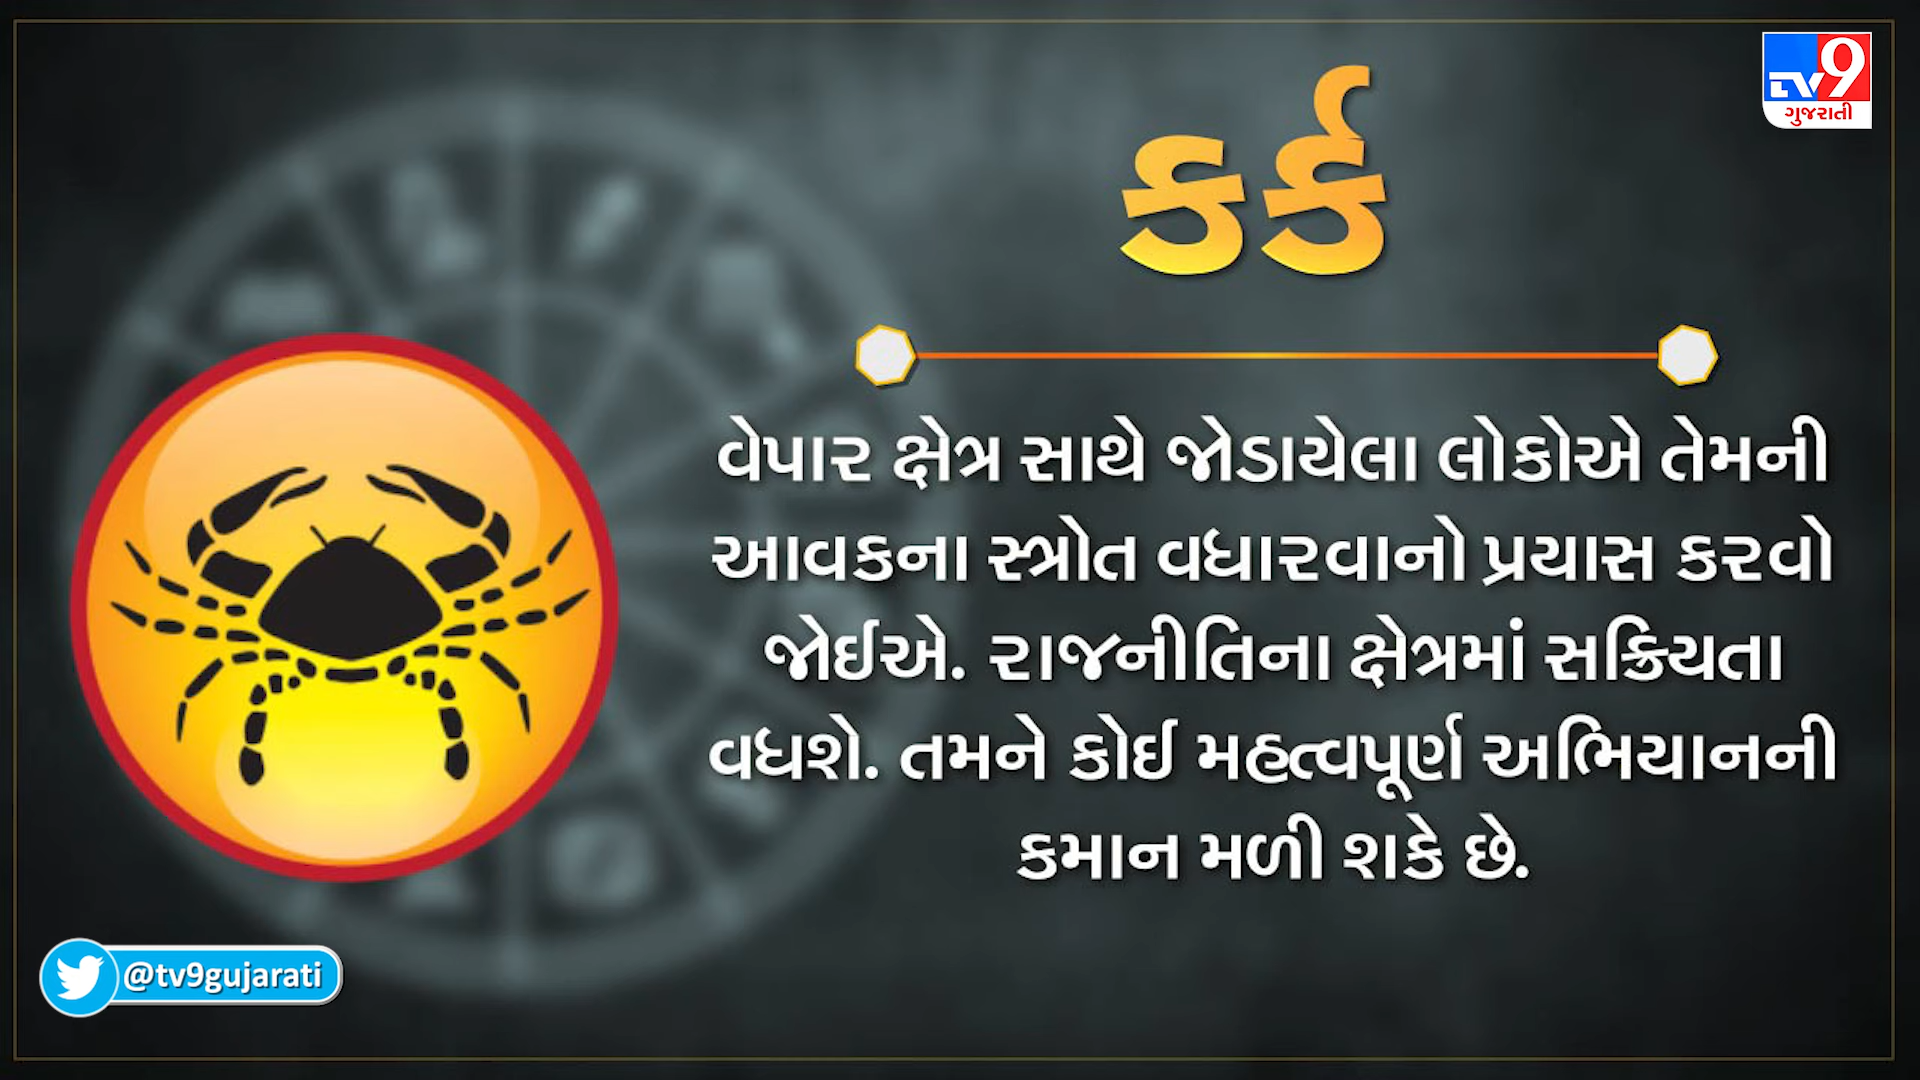 TV9
ગુજરાતી
કર્ક
વેપાર ક્ષેત્ર સાથે જોડાયેલા લોકોએ તેમની
આવકના સ્ત્રોત વધારવાનો પ્રયાસ કરવો
જોઈએ. રાજનીતિના ક્ષેત્રમાં સક્રિયતા
વધશે. તમને કોઈ મહત્વપૂર્ણ અભિયાનની
કમાન મળી શકે છે.
@tv9gujarati